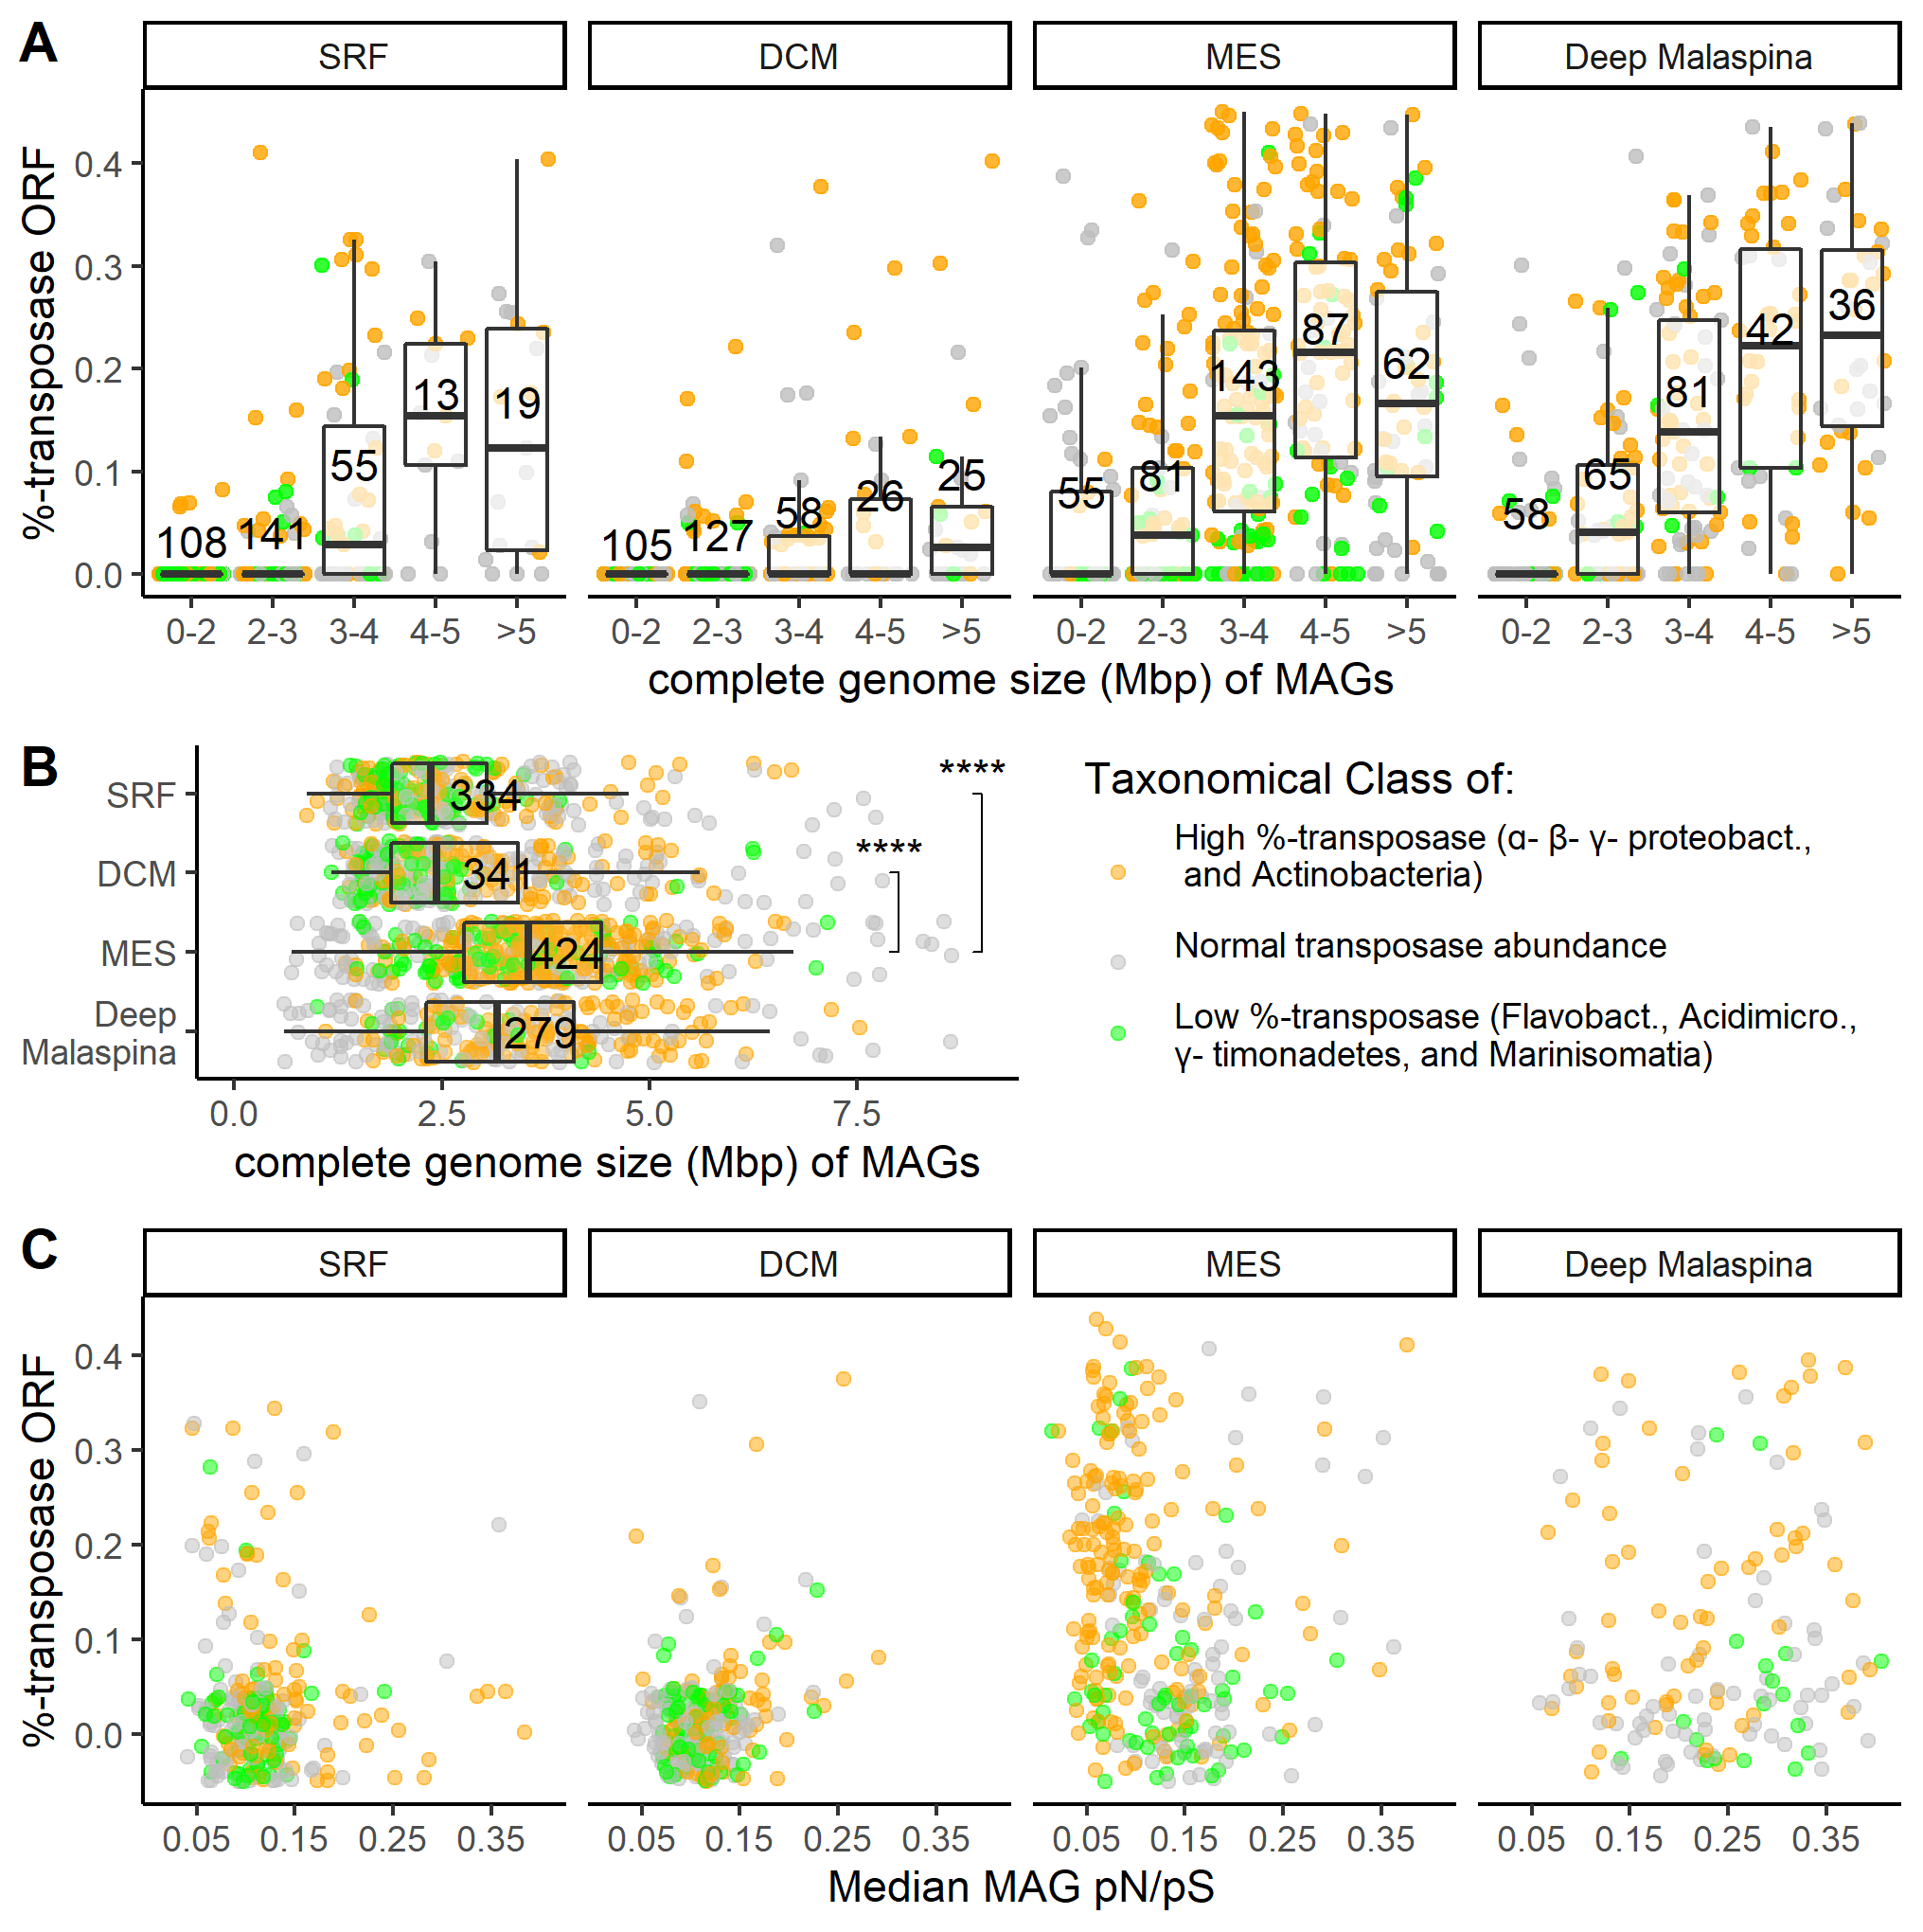 A
SRF
DCM
MES
Deep Malaspina
%-transpose ORF
0.4
0.3
0.2
0.1
0.0
108
141
55
13
19
105
127
58
26
25
55
81
143
87
62
58
65
81
42
36
0-2
2-3
3-4
4-5
>5
0-2
2-3
3-4
4-5
>5
0-2
2-3
3-4
4-5
>5
0-2
2-3
3-4
4-5
>5
complete genome size (Mbp) of MAGs
B
SRF
DCM
MES
Deep
Malaspina
334
341
424
279
****
****
0.0
2.5
5.0
7.5
complete genome size (Mbp) of MAGs
Taxonomical Class of:
High %-transposase (α- β- γ- proteobact.,
and Actinobacteria)
Normal transposase abundance
Low %-transposase (Flavobact., Acidimicro.,
γ- timonadetes, and Marinisomatia)
C
SRF
DCM
MES
Deep Malaspina
%-transposase ORF
0.4
0.3
0.2
0.1
0.0
0.05
0.15
0.25
0.35
0.05
0.15
0.25
0.35
0.05
0.15
0.25
0.35
0.05
0.15
0.25
0.35
Median MAG pN/pS